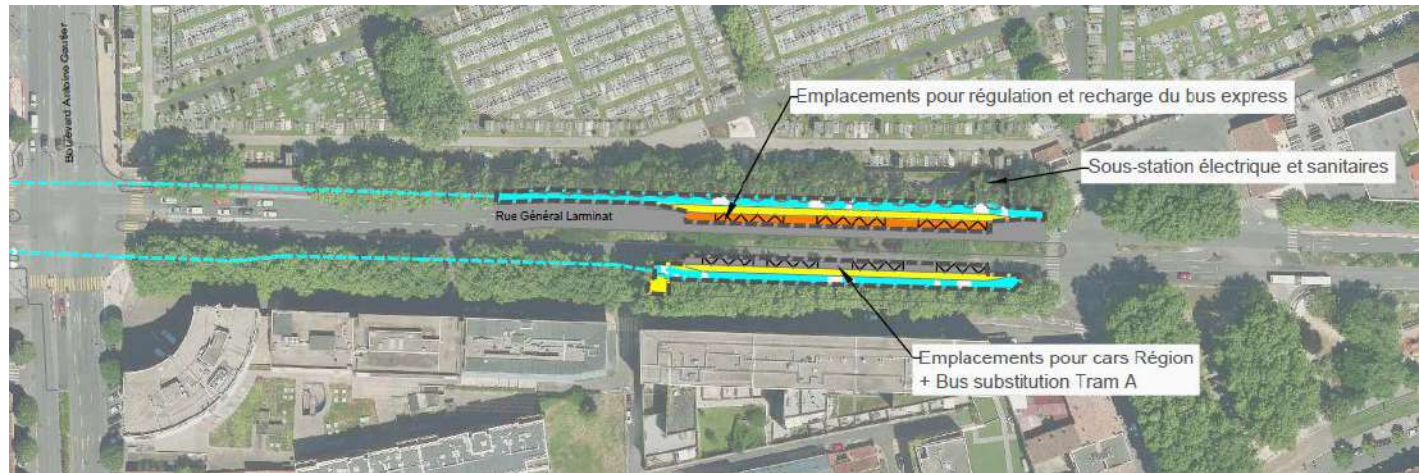 Boulevard Antoine Gautier
Emplacements pour régulation et recharge du bus express
Sous-station électrique et sanitaires
Rue Général Larminat
Emplacements pour cars Région
+ Bus substitution Tram A